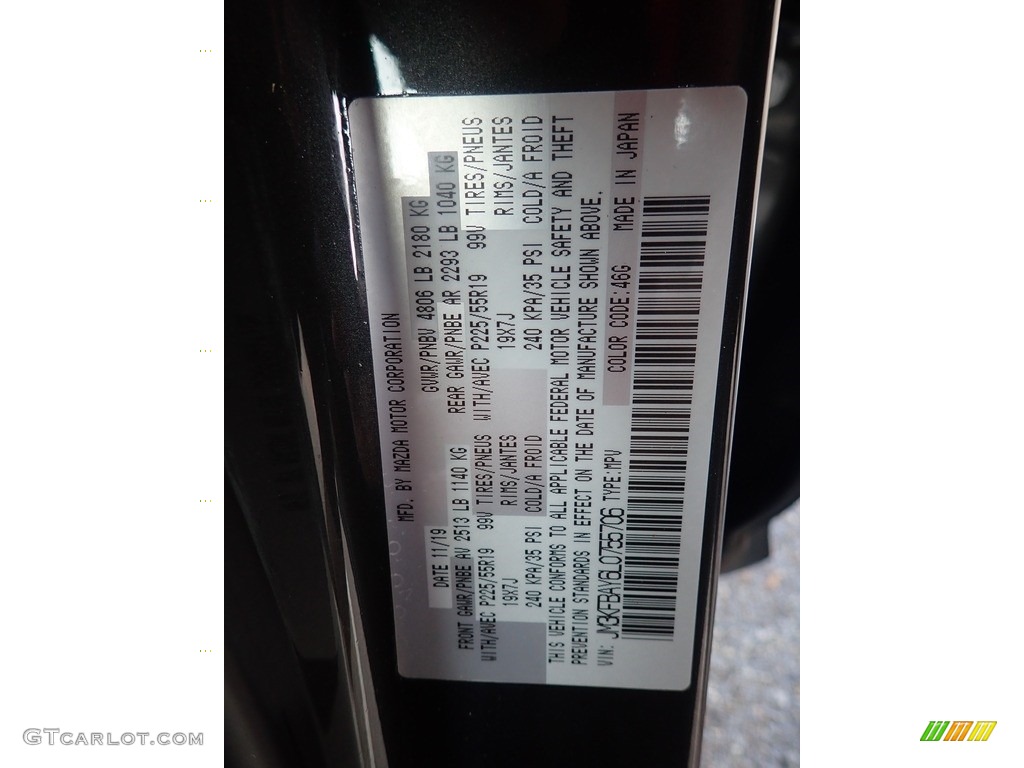 MFD. BY MAZDA MOTOR CORPORATION
DATE 11/19 GVWR/PNBV 4806 LB 2180 KG
FRONT GAWR/PNBE AV 2513 LB 1140 KG REAR GAWR/PNBE AR 2293 LB 1040 KG
WITH/AVEC P225/55R19 99V TIRES/PNEUS WITH/AVEC P225/55R19 99V TIRES/PNEUS
19X7J RIMS/JANTES 19X7J RIMS/JANTES
240 KPA/35 PSI COLD/A FROID 240 KPA/35 PSI COLD/A FROID
THIS VEHICLE CONFORMS TO ALL APPLICABLE FEDERAL MOTOR VEHICLE SAFETY AND THEFT
PREVENTION STANDARDS IN EFFECT ON THE DATE OF MANUFACTURE SHOWN ABOVE.
VIN: JM3KFBAY6L0755706 TYPE:MPV COLOR CODE:46G MADE IN JAPAN
GTCARLOT.COM